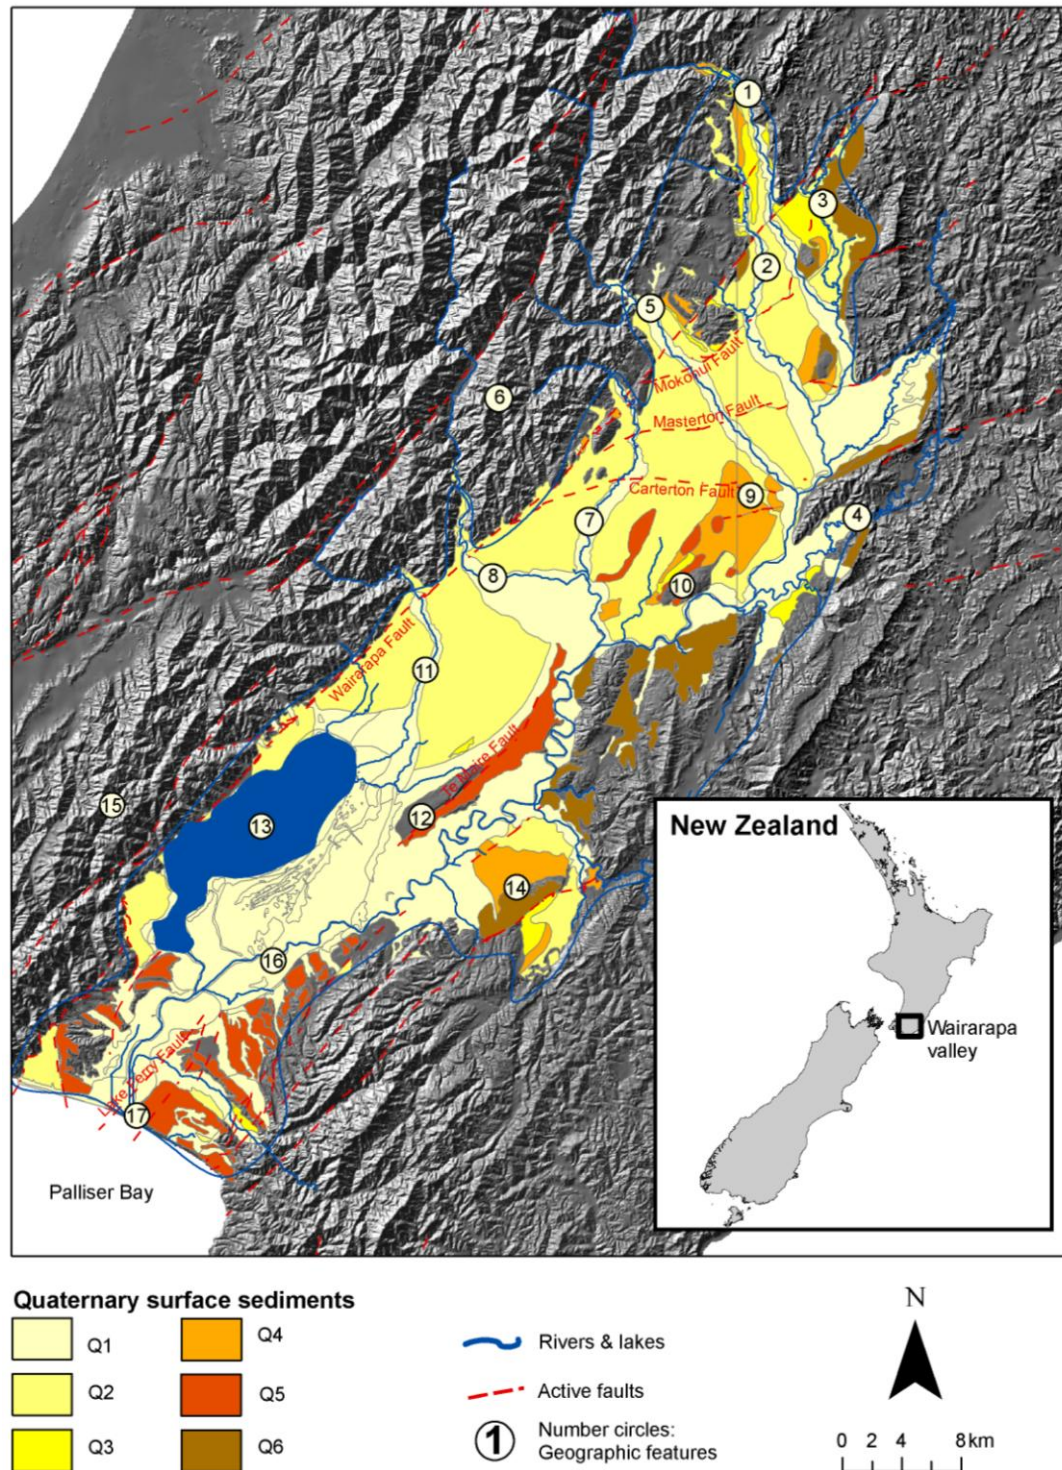 1
3
2
5
Mokonui Fault
6
Masterton Fault
Carterton Fault
9
4
7
8
10
Wairarapa Fault
11
Te Maire Fault
12
13
15
14
16
Lake Ferry Fault
17
Palliser Bay
New Zealand
Wairarapa
valley
Quaternary surface sediments
Q1
Q2
Q3
Q4
Q5
Q6
Rivers & lakes
Active faults
1
Number circles:
Geographic features
N
0 2 4 8 km